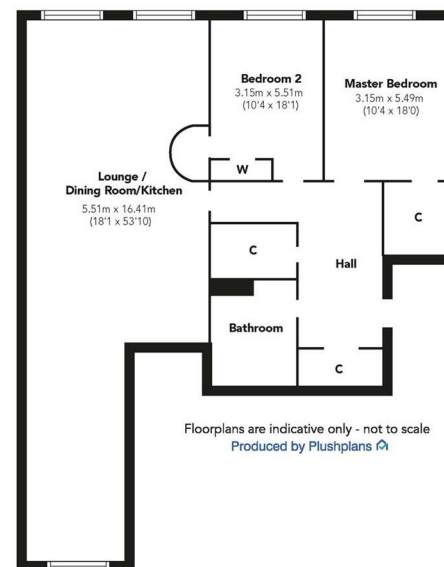 Bedroom 2
3.15m x 5.51m
(10'4 x 18'1)
Master Bedroom
3.15m x 5.49m
(10'4 x 18'0)
W
Lounge /
Dining Room/Kitchen
5.51m x 16.41m
(18'1 x 53'10)
C
C
Hall
Bathroom
C
Floorplans are indicative only - not to scale
Produced by Plushplans